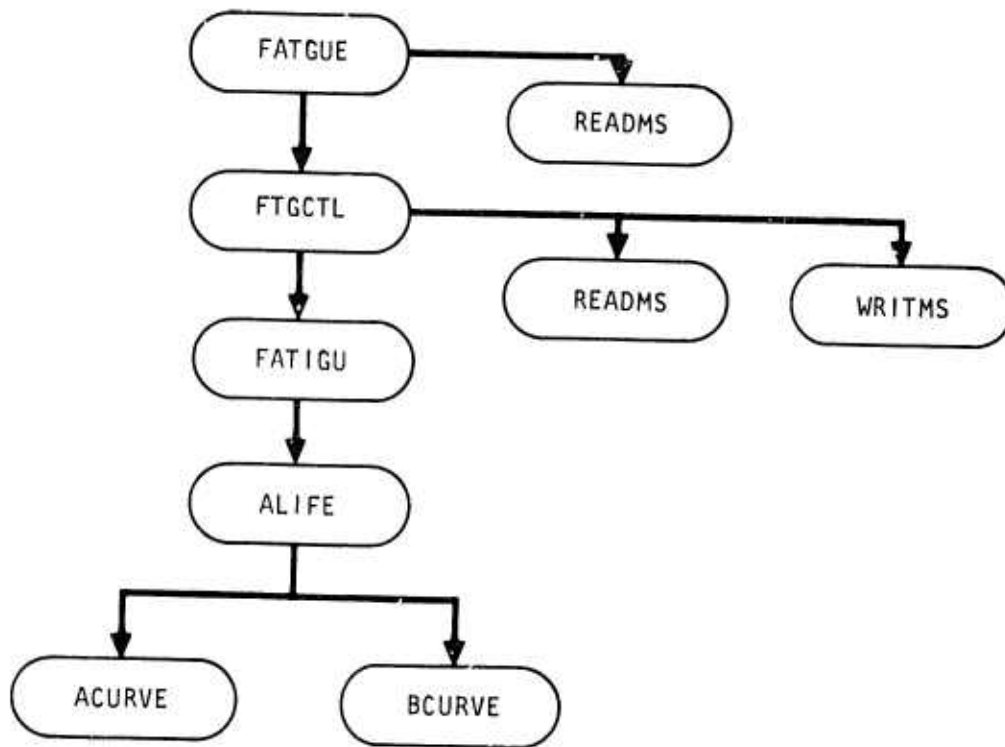 FATGUE
READMS
FTGCTL
READMS
WRITMS
FATIGU
ALIFE
ACURVE
BCURVE